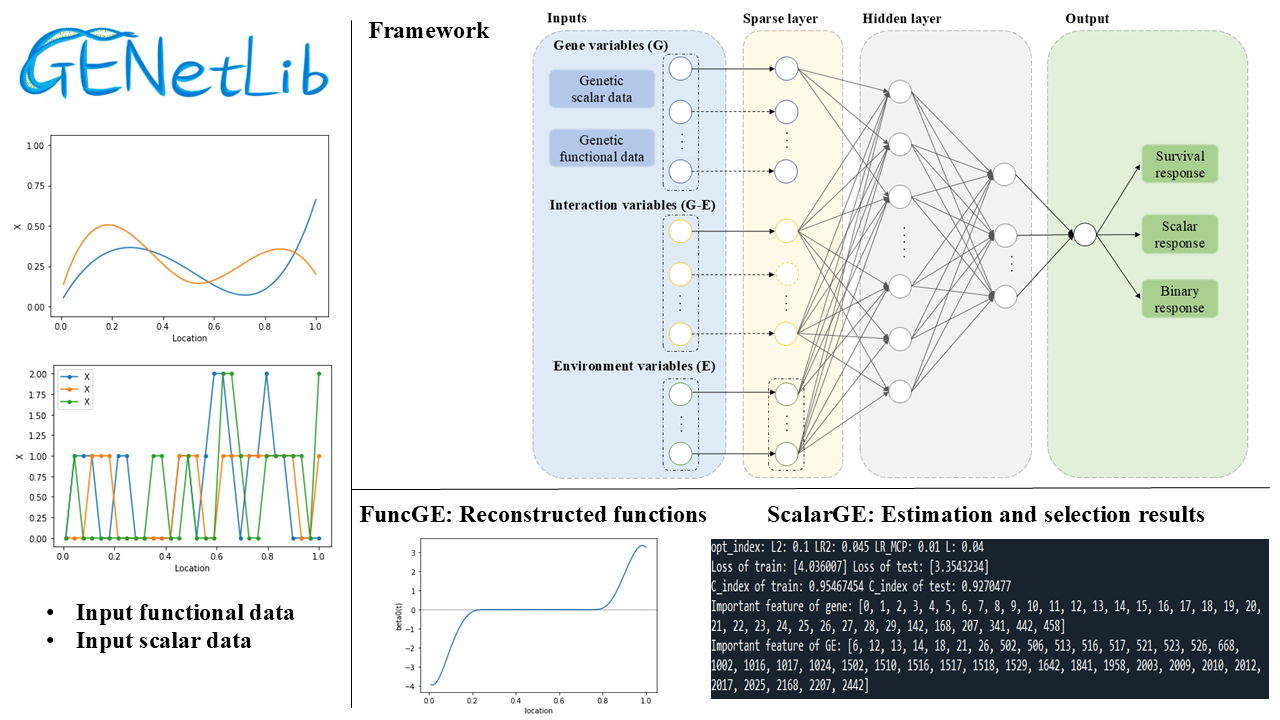 GENetLib
1.00
0.75
0.50
0.25
0.00
X
0.0 0.2 0.4 0.6 0.8 1.0
Location
2.00
1.75
1.50
1.25
1.00
0.75
0.50
0.25
0.00
X
X
X
X
0.0 0.2 0.4 0.6 0.8 1.0
Location
• Input functional data
• Input scalar data
Framework
Inputs
Sparse layer
Hidden layer
Output
Gene variables (G)
Genetic
scalar data
Genetic
functional data
Interaction variables (G-E)
Environment variables (E)
Survival
response
Scalar
response
Binary
response
FuncGE: Reconstructed functions
3
2
1
0
−1
−2
−3
−4
beta0(t)
0.0 0.2 0.4 0.6 0.8 1.0
location
ScalarGE: Estimation and selection results
opt_index: L2: 0.1 LR2: 0.045 LR_MCP: 0.01 L: 0.04
Loss of train: [4.036007] Loss of test: [3.3543234]
C_index of train: 0.95467454 C_index of test: 0.9270477
Important feature of gene: [0, 1, 2, 3, 4, 5, 6, 7, 8, 9, 10, 11, 12, 13, 14, 15, 16, 17, 18, 19, 20,
21, 22, 23, 24, 25, 26, 27, 28, 29, 142, 168, 207, 341, 442, 458]
Important feature of GE: [6, 12, 13, 14, 18, 21, 26, 502, 506, 513, 516, 517, 521, 523, 526, 668,
1002, 1016, 1017, 1024, 1502, 1510, 1516, 1517, 1518, 1529, 1642, 1841, 1958, 2003, 2009, 2010, 2012,
2017, 2025, 2168, 2207, 2442]